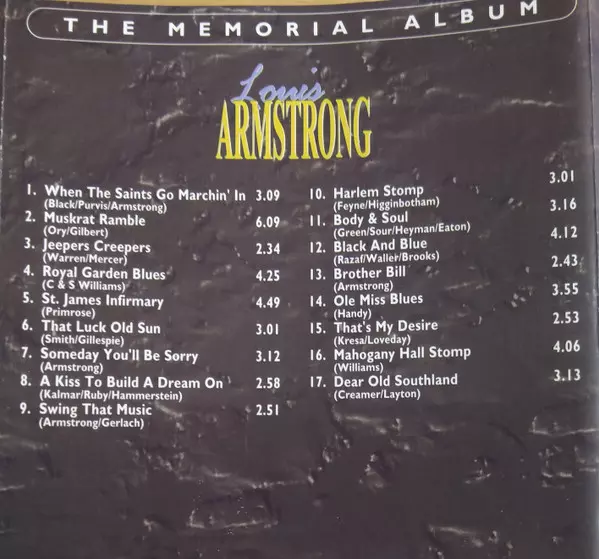 THE MEMORIAL ALBUM
Louis
ARMSTRONG
1. When The Saints Go Marchin' In 3.09
(Black/Purvis/Armstrong)
2. Muskrat Ramble 6.09
(Ory/Gilbert)
3. Jeepers Creepers 2.34
(Warren/Mercer)
4. Royal Garden Blues 4.25
(C & S Williams)
5. St. James Infirmary 4.49
(Primrose)
6. That Luck Old Sun 3.01
(Smith/Gillespie)
7. Someday You'll Be Sorry 3.12
(Armstrong)
8. A Kiss To Build A Dream On 2.58
(Kalmar/Ruby/Hammerstein)
9. Swing That Music 2.51
(Armstrong/Gerlach)
10. Harlem Stomp 3.01
(Feyne/Higginbotham)
11. Body & Soul 3.16
(Green/Sour/Heyman/Eaton)
12. Black And Blue 4.12
(Razaf/Waller/Brooks)
13. Brother Bill 2.43
(Armstrong)
14. Ole Miss Blues 3.55
(Handy)
15. That's My Desire 2.53
(Kresa/Loveday)
16. Mahogany Hall Stomp 4.06
(Williams)
17. Dear Old Southland 3.13
(Creamer/Layton)